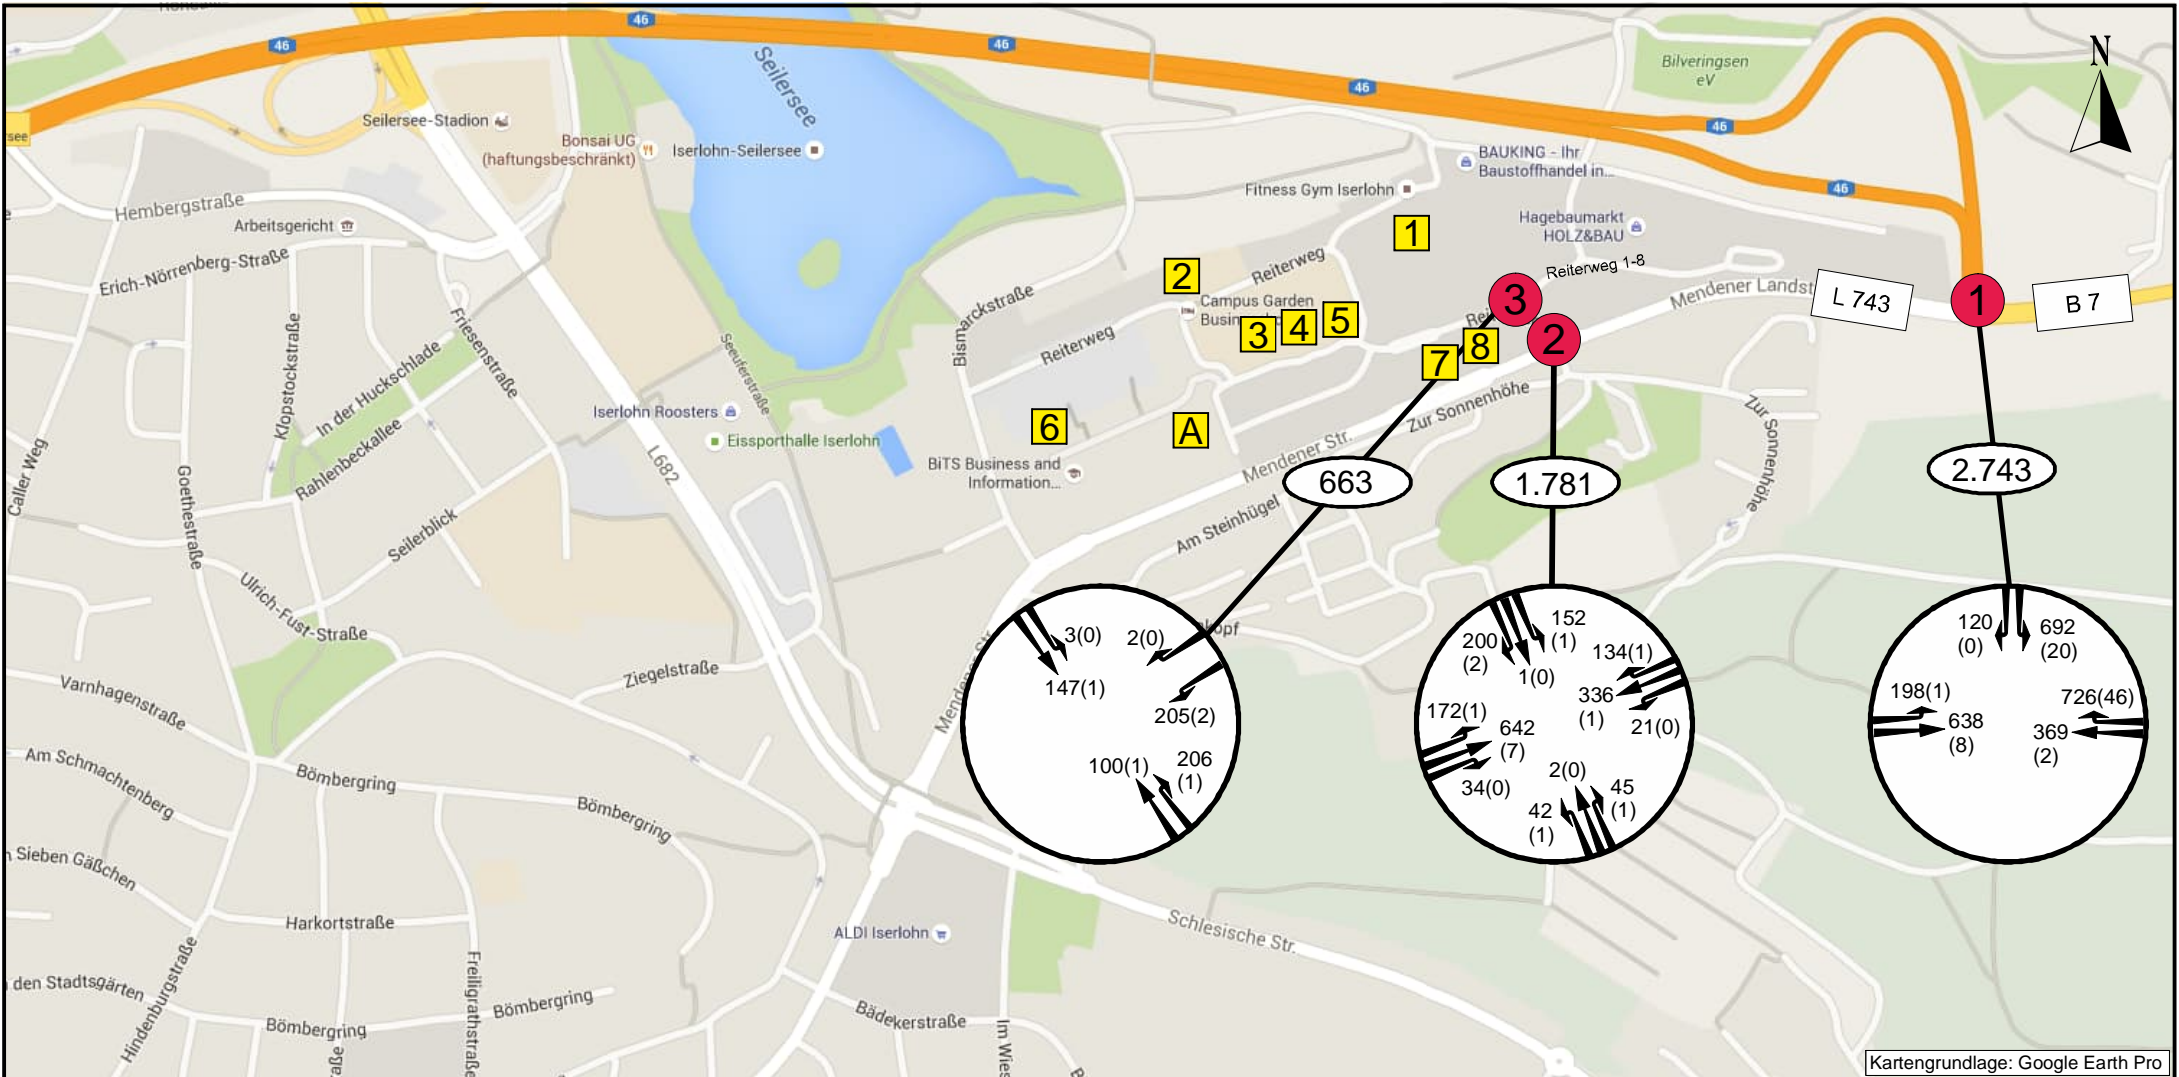 46
46
46
46
46
46
N
Bilveringsen
eV
Seilersee
Seilersee-Stadion
Bonsai UG
(haftungsbeschränkt)
Iserlohn-Seilersee
BAUKING - Ihr
Baustoffhandel in...
Fitness Gym Iserlohn
Hagebaumarkt
HOLZ&BAU
Hembergstraße
Arbeitsgericht
Erich-Nörrenberg-Straße
1
2
Reiterweg
Reiterweg 1-8
Campus Garden
3
4
5
3
2
7
8
Mendener Landst
L 743
1
B 7
Bismarckstraße
Reiterweg
Klopstockstraße
In der Huckschlade
Friesenstraße
Seeuferstraße
Rahlenbeckallee
Iserlohn Roosters
Eissporthalle Iserlohn
6
A
BiTS Business and
Information...
Mendener Str.
Zur Sonnenhöhe
Zur Sonnenhöhe
Caller Weg
Goethestraße
L682
Seilerblick
Am Steinhügel
663
1.781
2.743
Ulrich-Fust-Straße
Ziegelstraße
Varnhagenstraße
Am Schmachtenberg
Bömbergring
Bömbergring
Mendener Str.
kopf
3(0)
2(0)
147(1)
205(2)
100(1)
206
(1)
200
(2)
152
(1)
1(0)
134(1)
336
(1)
21(0)
172(1)
642
(7)
34(0)
2(0)
42
(1)
45
(1)
120
(0)
692
(20)
198(1)
638
(8)
726(46)
369
(2)
Sieben Gäßchen
Harkortstraße
ALDI Iserlohn
Schlesische Str.
den Stadtsgärten
Hindenburgstraße
Freiligrathstraße
Bömbergring
Bömbergring
Bädekerstraße
Im Wies
Kartengrundlage: Google Earth Pro